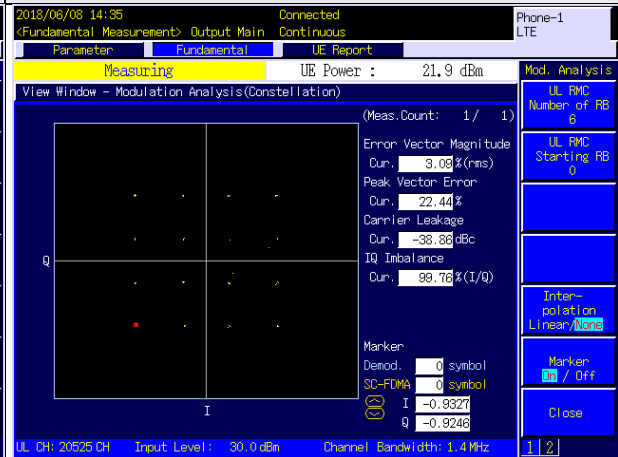 2018/06/08 14:35 Connected Phone-1
<Fundamental Measurement> Output Main Continuous LTE
Parameter Fundamental UE Report
Measuring UE Power : 21.9 dBm Mod. Analysis
View Window - Modulation Analysis(Constellation)
(Meas.Count: 1/ 1)
Error Vector Magnitude
Cur. 3.09 %(rms)
Peak Vector Error
Cur. 22.44 %
Carrier Leakage
Cur. -38.86 dBc
IQ Imbalance
Cur. 99.76 %(I/Q)
Q
I
Marker
Demod. 0 symbol
SC-FDMA 0 symbol
I -0.9327
Q -0.9246
UL RMC
Number of RB
6
UL RMC
Starting RB
0
Inter-
polation
Linear/None
Marker
On / Off
Close
1 2
UL CH: 20525 CH Input Level: 30.0 dBm Channel Bandwidth: 1.4 MHz